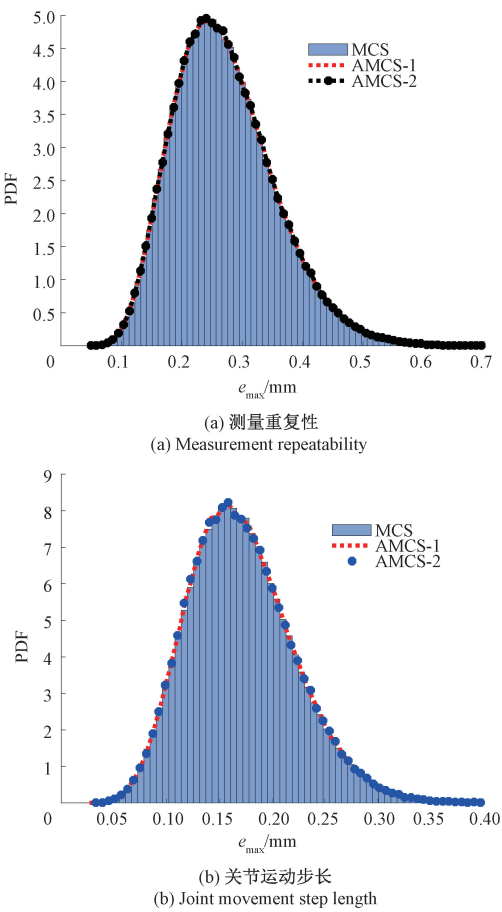 5.0
4.5
4.0
3.5
3.0
2.5
2.0
1.5
1.0
0.5
0
PDF
MCS
AMCS-1
AMCS-2
0.1 0.2 0.3 0.4 0.5 0.6 0.7
emax/mm
(a) 测量重复性
(a) Measurement repeatability
9
8
7
6
5
4
3
2
1
0
PDF
MCS
AMCS-1
AMCS-2
0.05 0.10 0.15 0.20 0.25 0.30 0.35 0.40
emax/mm
(b) 关节运动步长
(b) Joint movement step length